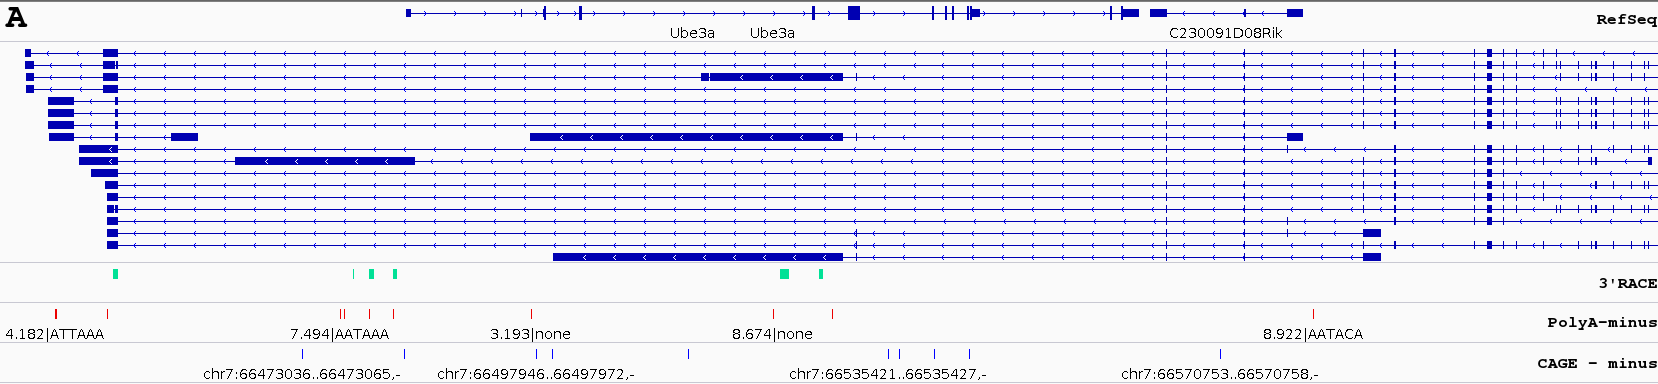 A
RefSeq
Ube3a Ube3a C230091D08Rik
3'RACE
PolyA-minus
4.182|ATTAAA 7.494|AATAAA 3.193|none 8.674|none 8.922|AATACA
CAGE - minus
chr7:66473036..66473065,- chr7:66497946..66497972,- chr7:66535421..66535427,- chr7:66570753..66570758,-